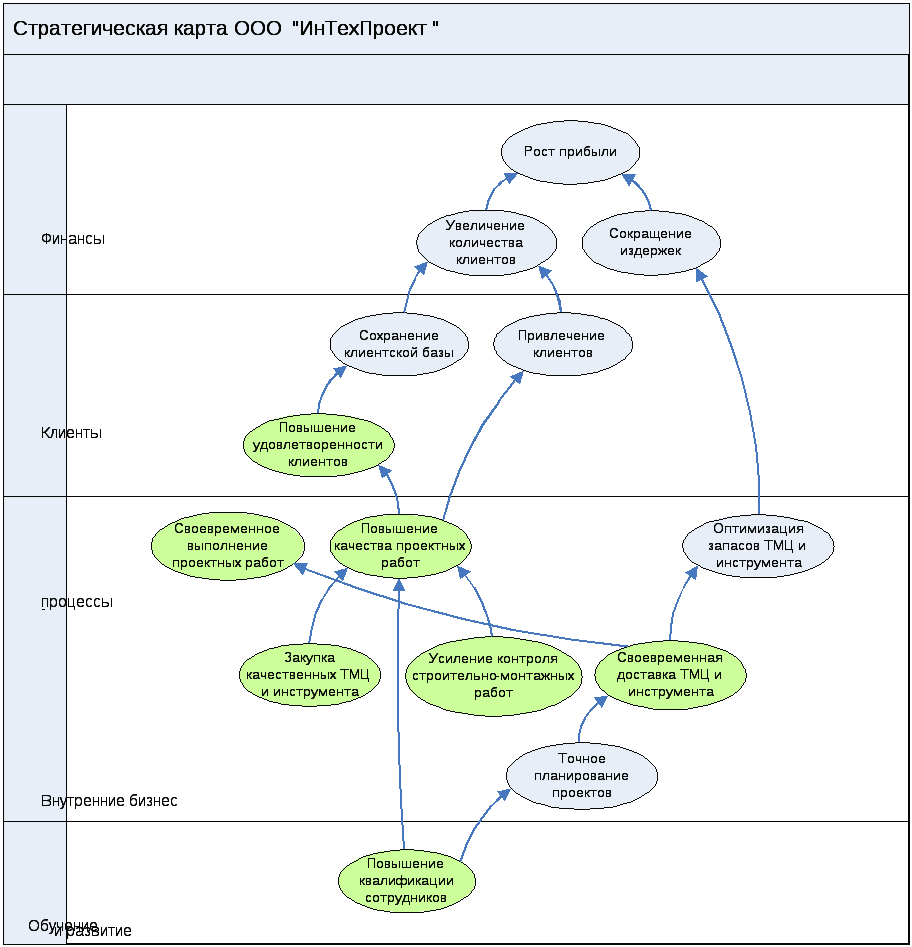 Стратегическая карта ООО "ИнТехПроект "
Рост прибыли
Увеличение
количества
клиентов
Сокращение
издержек
Финансы
Сохранение
клиентской базы
Привлечение
клиентов
Повышение
удовлетворенности
клиентов
Клиенты
Своевременное
выполнение
проектных работ
Повышение
качества проектных
работ
Оптимизация
запасов ТМЦ и
инструмента
процессы
Закупка
качественных ТМЦ
и инструмента
Усиление контроля
строительно-монтажных
работ
Своевременная
доставка ТМЦ и
инструмента
Точное
планирование
проектов
Внутренние бизнес
-
Повышение
квалификации
сотрудников
Обучение
и развитие